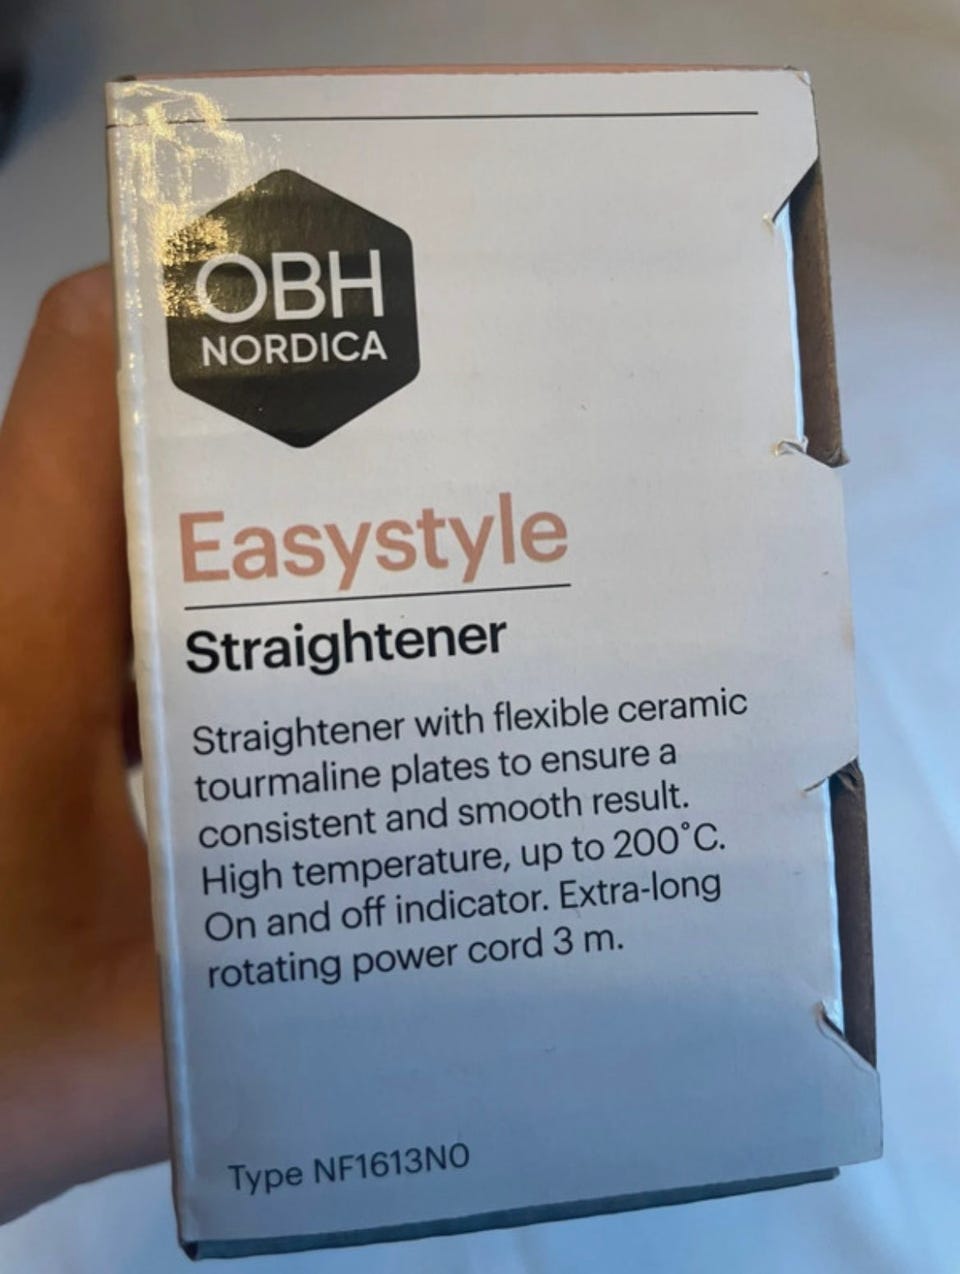 OBH
NORDICA
Easystyle
Straightener
Straightener with flexible ceramic
tourmaline plates to ensure a
consistent and smooth result.
High temperature, up to 200°C.
On and off indicator. Extra-long
rotating power cord 3 m.
Type NF1613N0